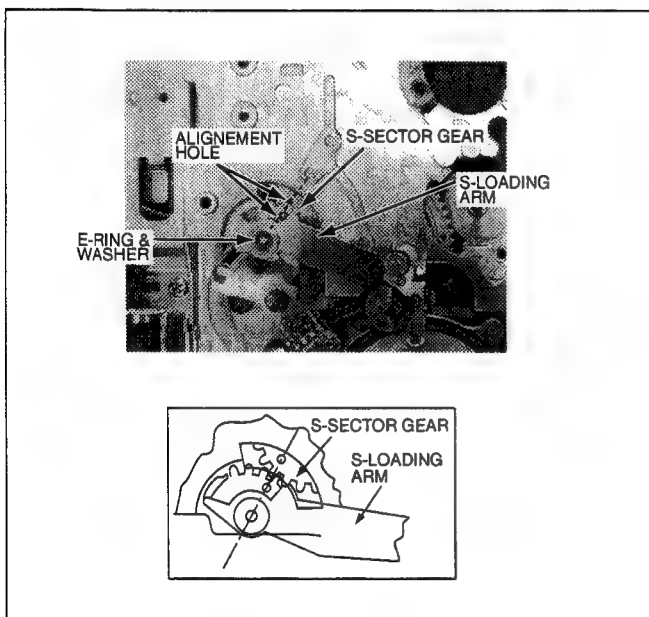 ALIGNEMENT
HOLE
S-SECTOR GEAR
S-LOADING
ARM
E-RING &
WASHER
S-SECTOR GEAR
S-LOADING
ARM